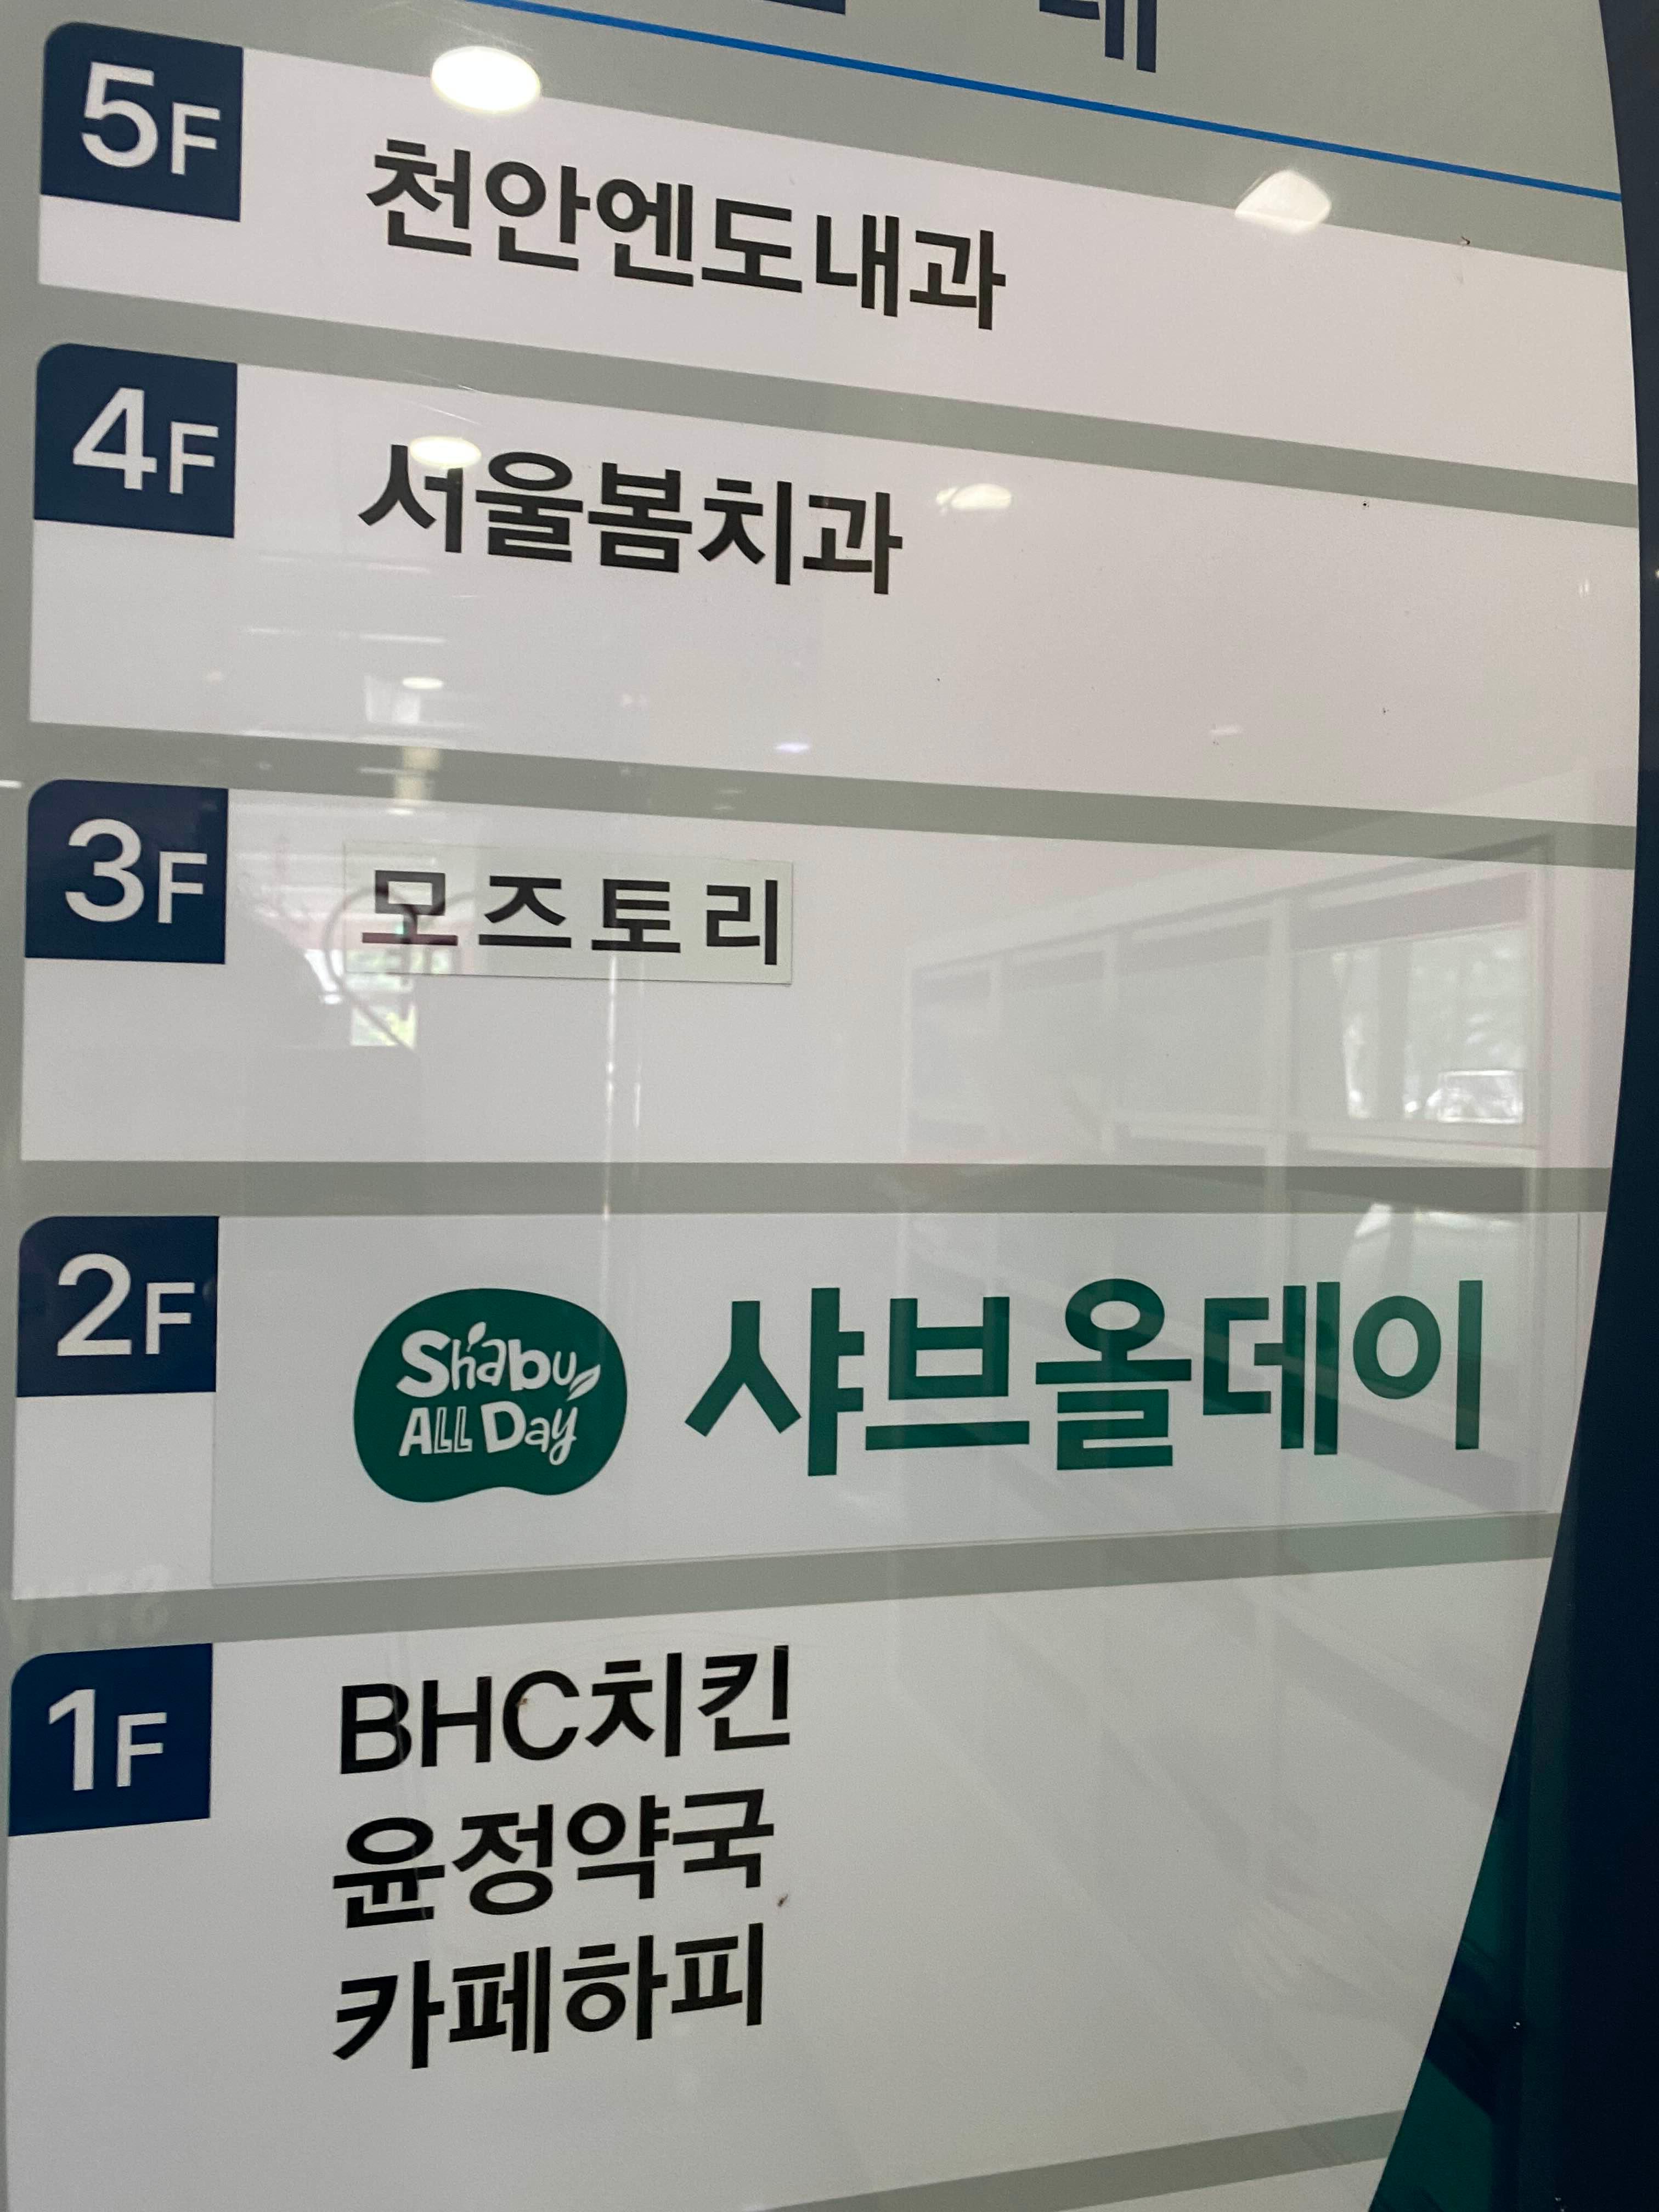 5F
천안엔도내과
4F
서울봄치과
3F
모즈토리
2F
Shabu
ALL Day
샤브올데이
1F
BHC치킨
윤정약국
카페하피